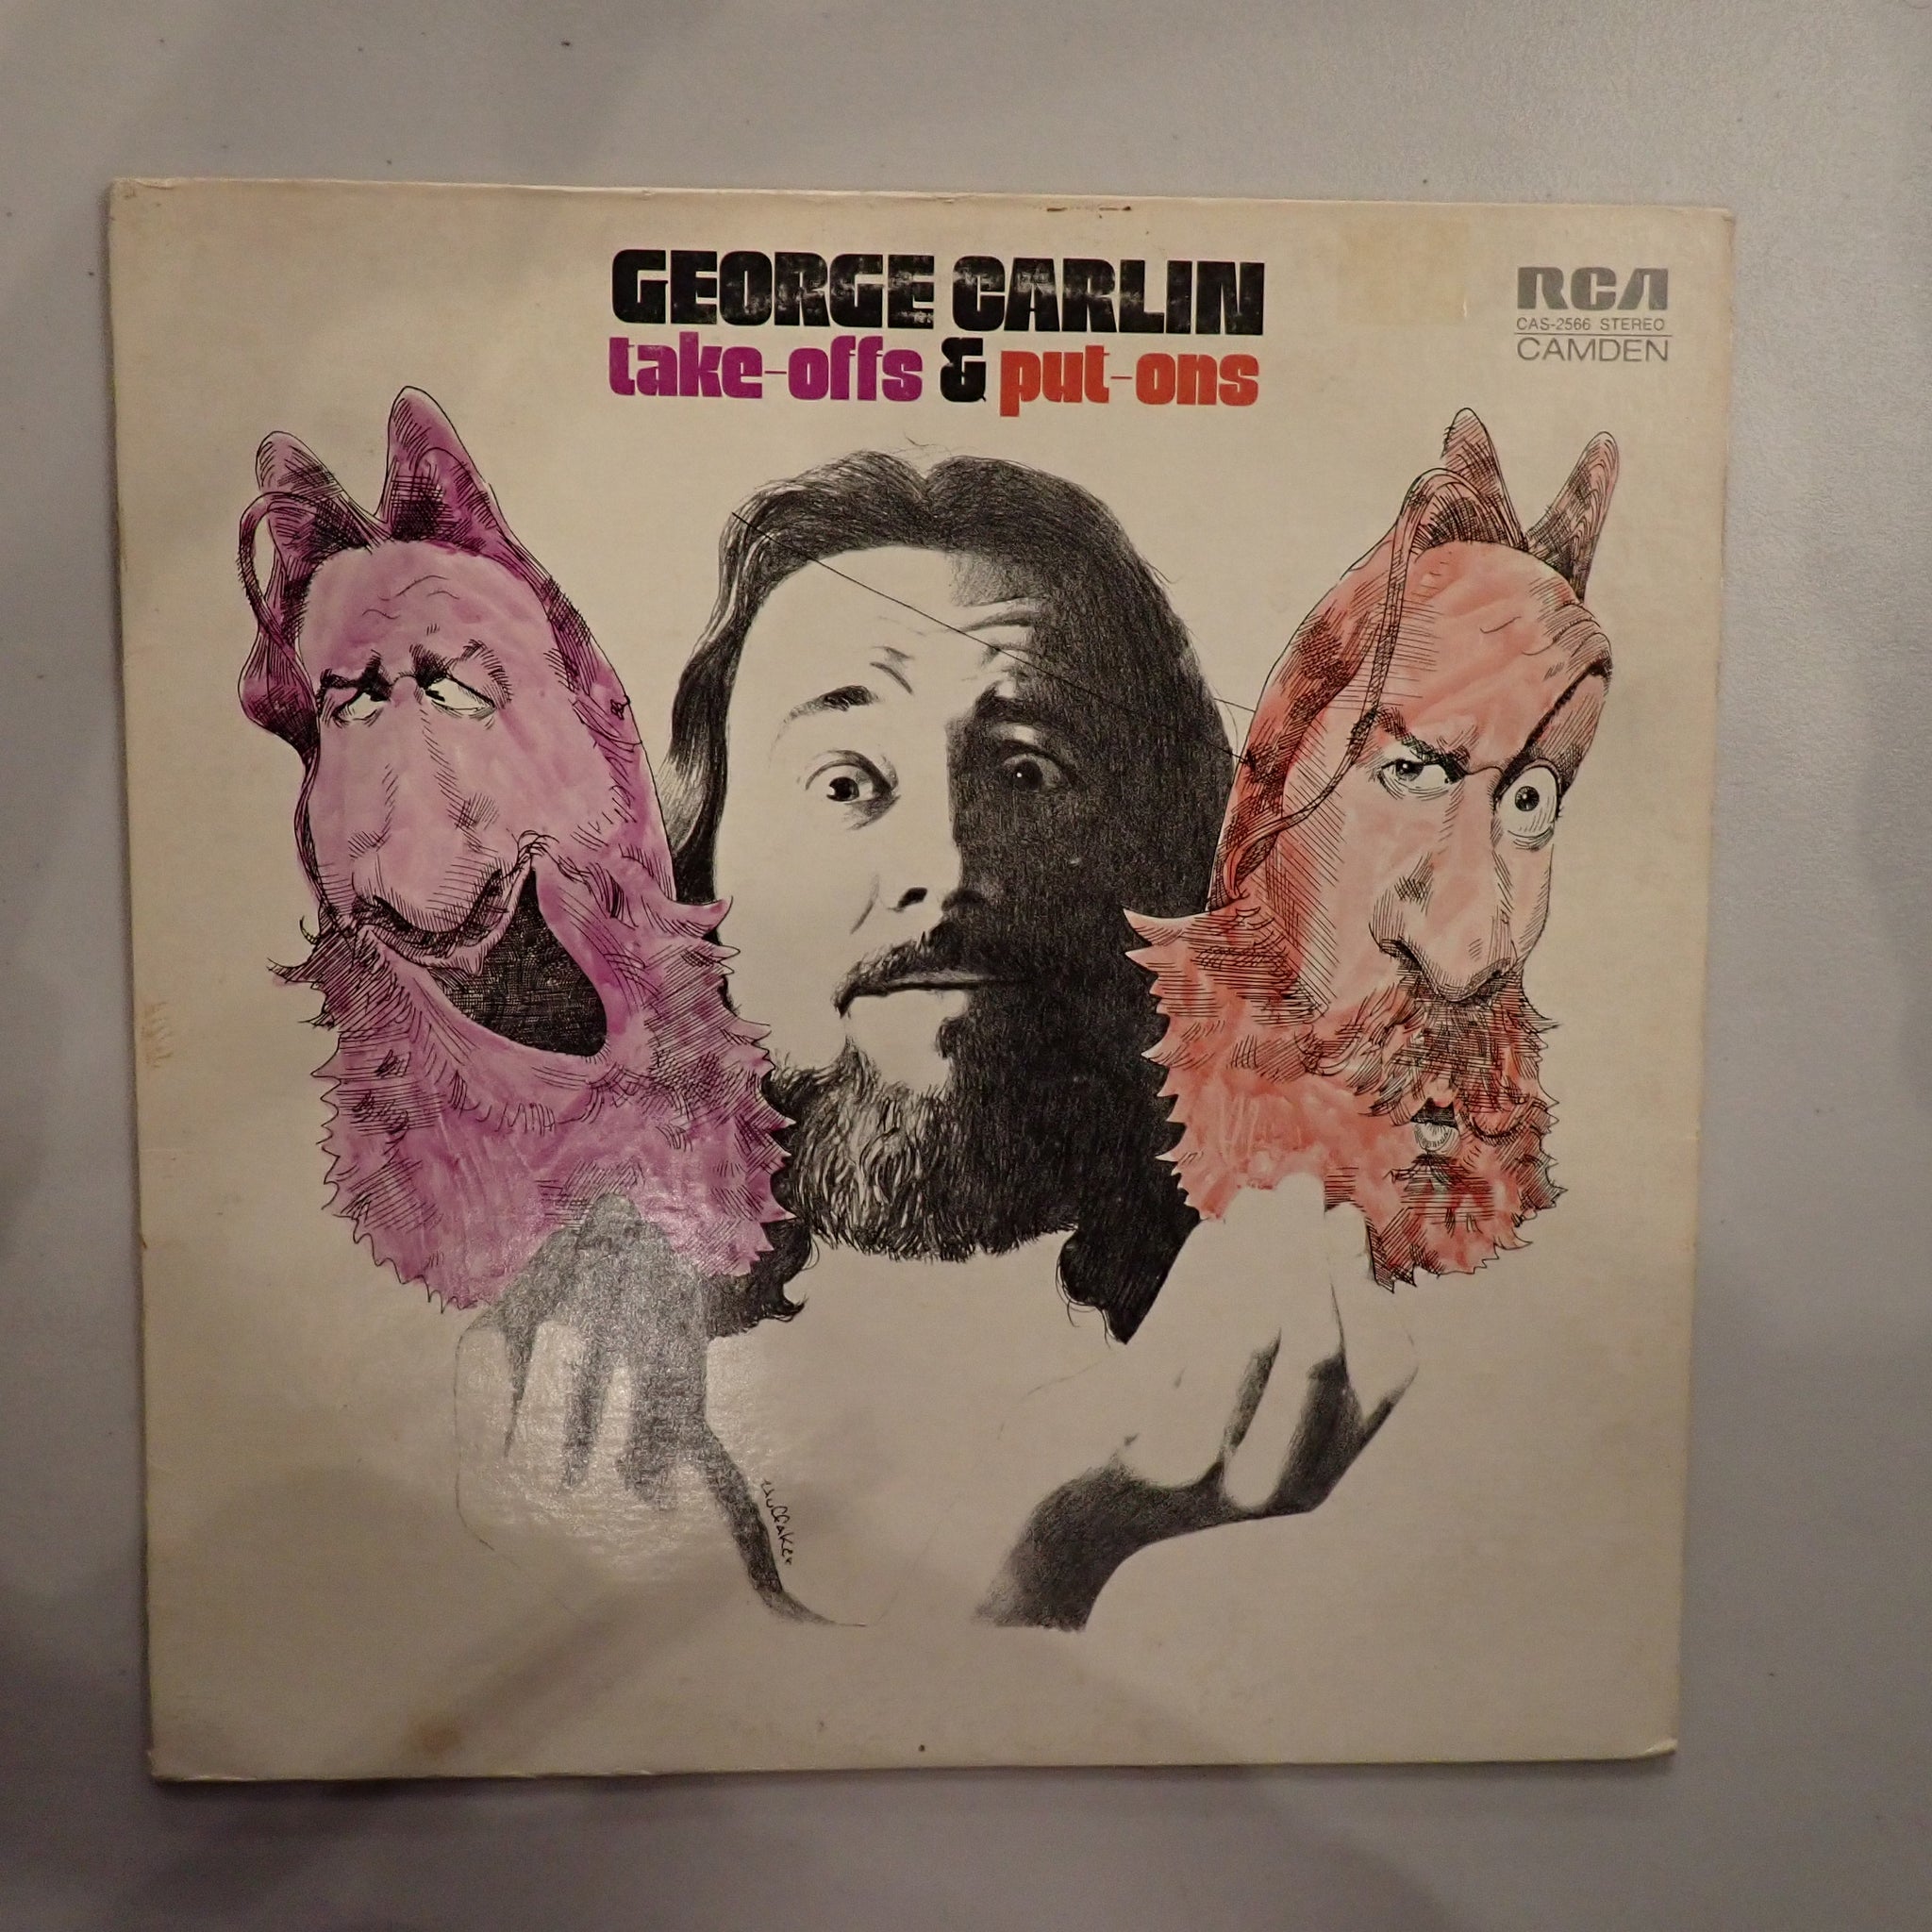 GEORGE CARLIN
take-offs & put-ons
RCA
CAS-2566 STEREO
CAMDEN